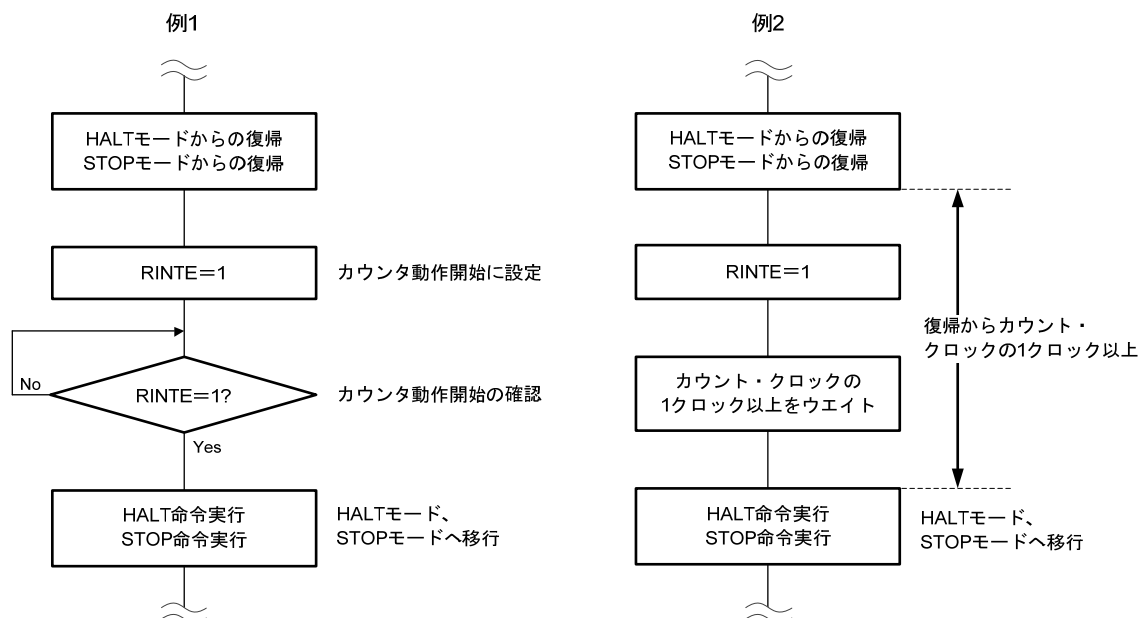 例1
HALTモードからの復帰
STOPモードからの復帰
RINTE＝1
カウンタ動作開始に設定
No
RINTE＝1?
カウンタ動作開始の確認
Yes
HALT命令実行
STOP命令実行
HALTモード、
STOPモードへ移行
例2
HALTモードからの復帰
STOPモードからの復帰
RINTE＝1
復帰からカウント・
クロックの1クロック以上
カウント・クロックの
1クロック以上をウエイト
HALT命令実行
STOP命令実行
HALTモード、
STOPモードへ移行